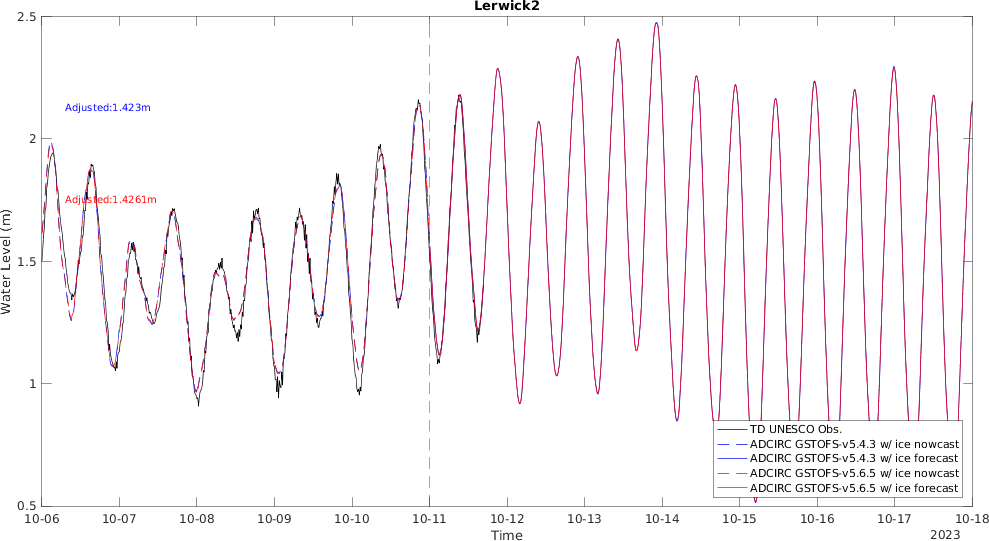 Lerwick2
2.5
2
1.5
1
0.5
Water Level (m)
Adjusted:1.423m
Adjusted:1.4261m
TD UNESCO Obs.
ADCIRC GSTOFS-v5.4.3 w/ ice nowcast
ADCIRC GSTOFS-v5.4.3 w/ ice forecast
ADCIRC GSTOFS-v5.6.5 w/ ice nowcast
ADCIRC GSTOFS-v5.6.5 w/ ice forecast
10-06 10-07 10-08 10-09 10-10 10-11 10-12 10-13 10-14 10-15 10-16 10-17 10-18
Time
2023